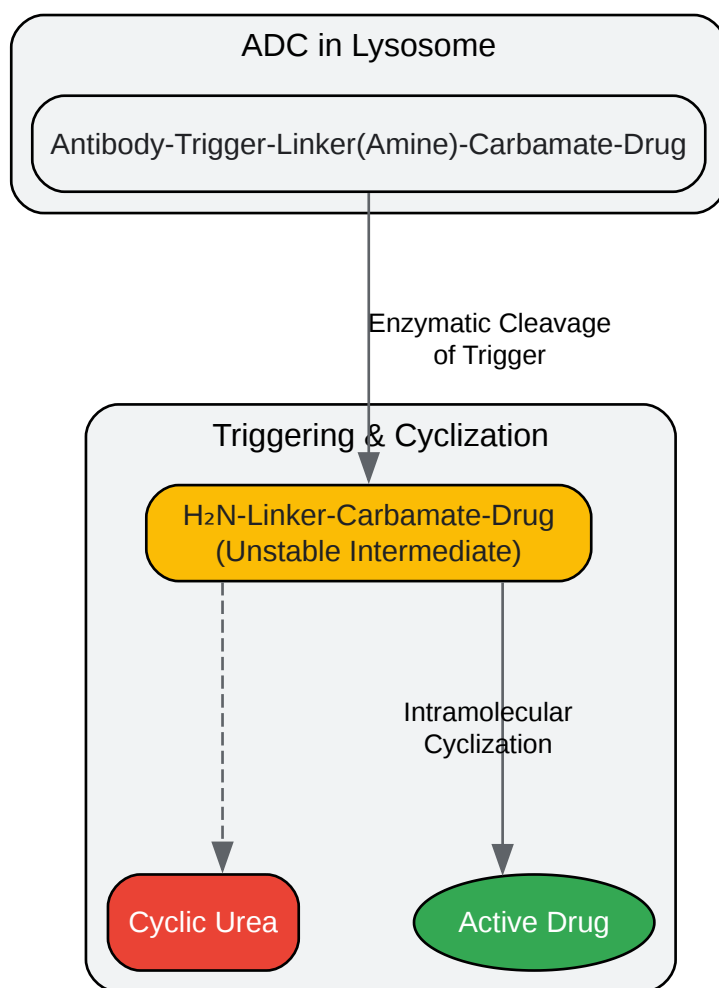 ADC in Lysosome
Antibody-Trigger-Linker(Amine)-Carbamate-Drug
Enzymatic Cleavage
of Trigger
Triggering & Cyclization
H₂N-Linker-Carbamate-Drug
(Unstable Intermediate)
Intramolecular
Cyclization
Cyclic Urea
Active Drug